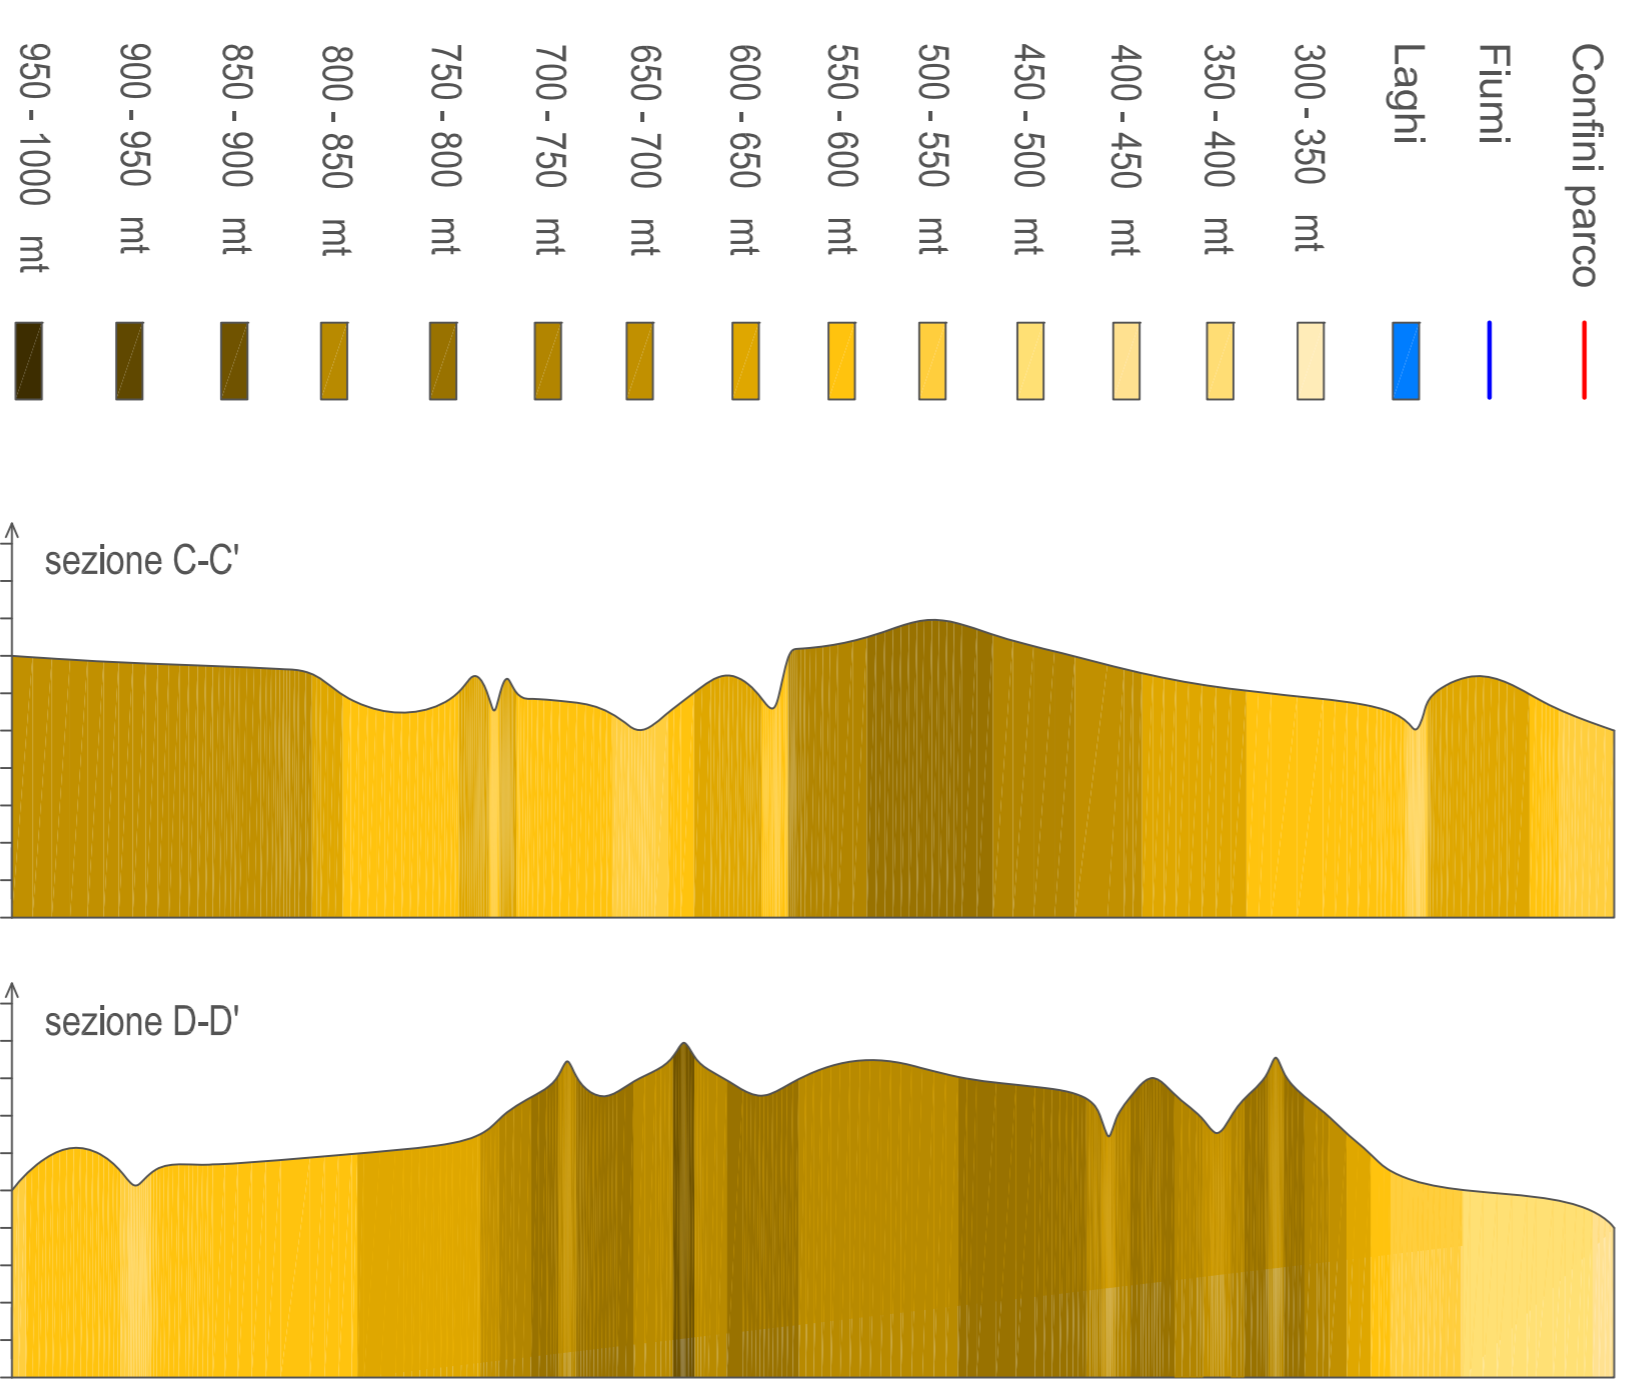 Confini parco
Fiumi
Laghi
300 - 350 mt
350 - 400 mt
400 - 450 mt
450 - 500 mt
500 - 550 mt
550 - 600 mt
600 - 650 mt
650 - 700 mt
700 - 750 mt
750 - 800 mt
800 - 850 mt
850 - 900 mt
900 - 950 mt
950 - 1000 mt
sezione C-C'
sezione D-D'